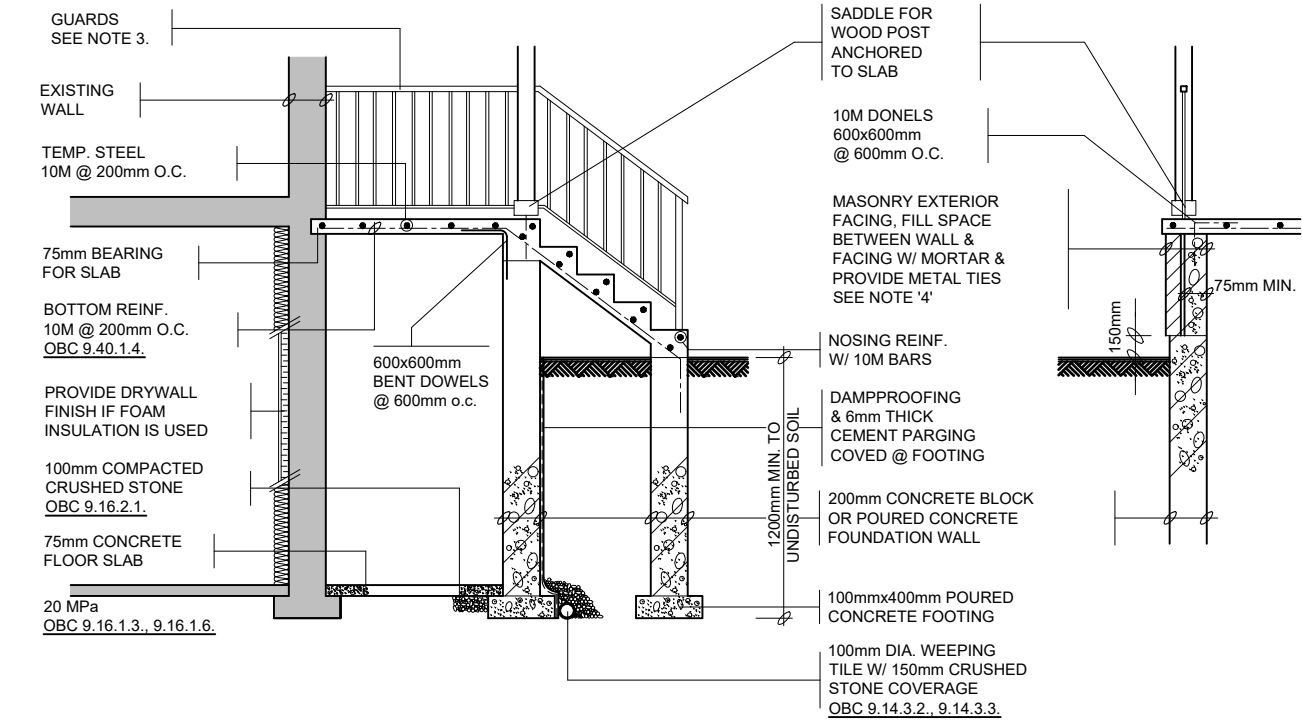 GUARDS
SEE NOTE 3.
EXISTING
WALL
TEMP. STEEL
10M @ 200mm O.C.
75mm BEARING
FOR SLAB
BOTTOM REINF.
10M @ 200mm O.C.
OBC 9.40.1.4.
PROVIDE DRYWALL
FINISH IF FOAM
INSULATION IS USED
100mm COMPACTED
CRUSHED STONE
OBC 9.16.2.1.
75mm CONCRETE
FLOOR SLAB
20 MPa
OBC 9.16.1.3., 9.16.1.6.
600x600mm
BENT DOWELS
@ 600mm o.c.
1200mm MIN. TO
UNDISTURBED SOIL
SADDLE FOR
WOOD POST
ANCHORED
TO SLAB
10M DONELS
600x600mm
@ 600mm O.C.
MASONRY EXTERIOR
FACING, FILL SPACE
BETWEEN WALL &
FACING W/ MORTAR &
PROVIDE METAL TIES
SEE NOTE '4'
NOSING REINF.
W/ 10M BARS
DAMPPROOFING
& 6mm THICK
CEMENT PARGING
COVED @ FOOTING
200mm CONCRETE BLOCK
OR POURED CONCRETE
FOUNDATION WALL
100mmx400mm POURED
CONCRETE FOOTING
100mm DIA. WEEPING
TILE W/ 150mm CRUSHED
STONE COVERAGE
OBC 9.14.3.2., 9.14.3.3.
150mm
75mm MIN.